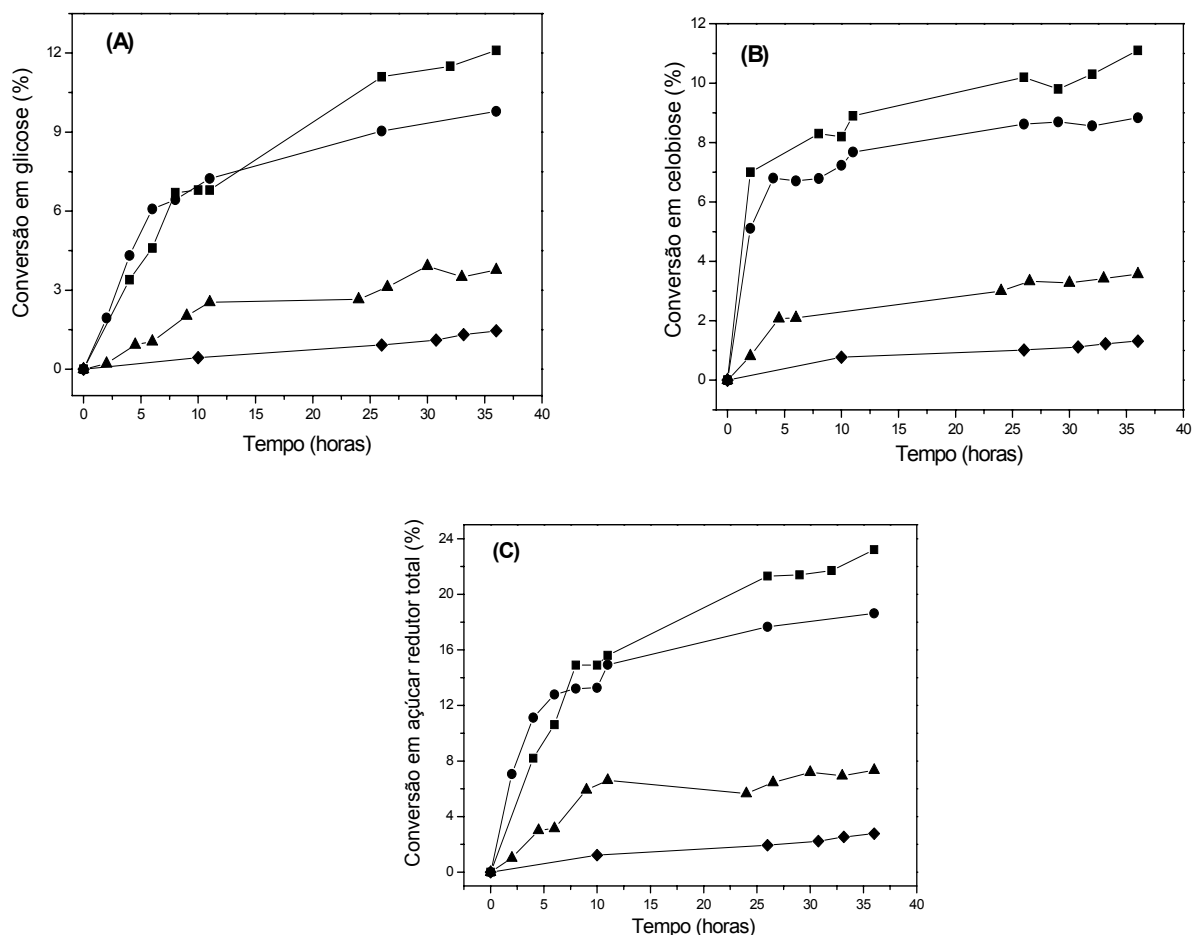 (A)
Conversão em glicose (%)
12
9
6
3
0
0 5 10 15 20 25 30 35 40
Tempo (horas)
(B)
Conversão em celobiose (%)
12
10
8
6
4
2
0
0 5 10 15 20 25 30 35 40
Tempo (horas)
(C)
Conversão em açúcar redutor total (%)
24
20
16
12
8
4
0
0 5 10 15 20 25 30 35 40
Tempo (horas)